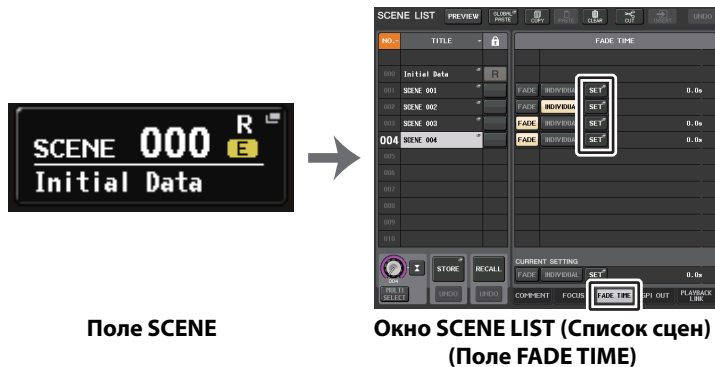 SCENE 000 R E
Initial Data
SCENE LIST PREVIEW GLOBAL PASTE COPY PASTE CLEAR CUT INSERT UNDO
NO. TITLE FADE TIME
000 Initial Data R
001 SCENE 001 FADE INDIVIDUAL SET 0.0s
002 SCENE 002 FADE INDIVIDUAL SET
003 SCENE 003 FADE INDIVIDUAL SET 0.0s
004 SCENE 004 FADE INDIVIDUAL SET 0.0s
005
006
007
008
009
010
CURRENT SETTING
STORE RECALL FADE INDIVIDUAL SET 0.0s
004
MULTI SELECT UNDO UNDO COMMENT FOCUS FADE TIME GPI OUT PLAYBACK LINK
Поле SCENE
Окно SCENE LIST (Список сцен)
(Поле FADE TIME)